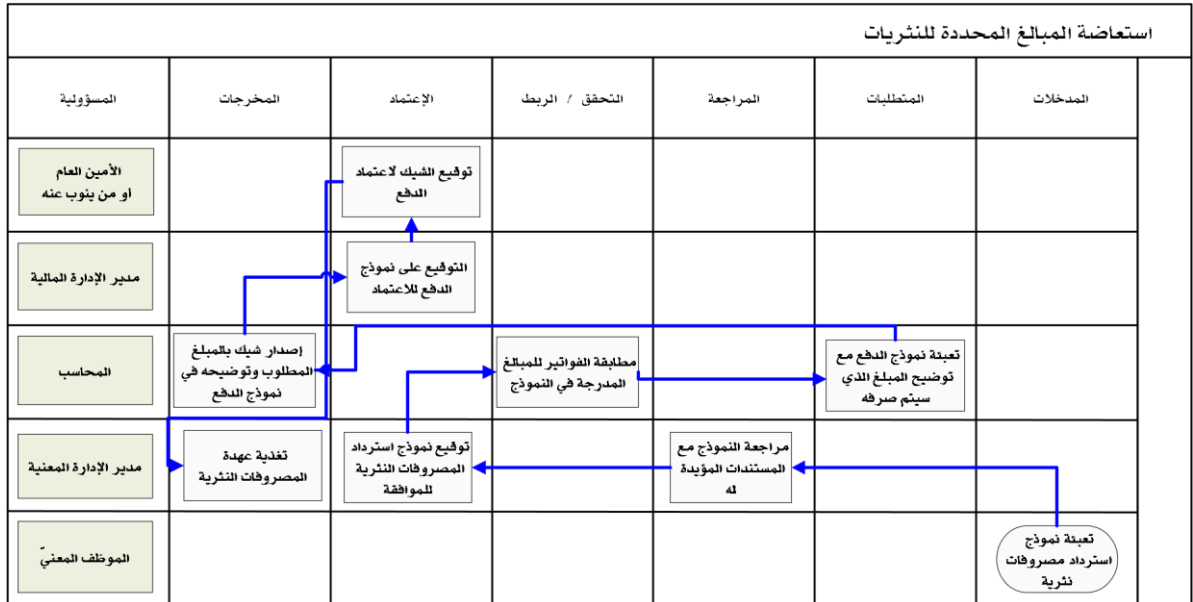 استعاضة المبالغ المحددة للنثريات
المدخلات
المتطلبات
المراجعة
التحقق / الربط
الإعتماد
المخرجات
المسؤولية
توقيع الشيك لاعتماد
الدفع
الأمين العام
او من ينوب عنه
التوقيع على نموذج
الدفع للاعتماد
مدير الإدارة المالية
تعبئة نموذج الدفع مع
توضيح المبلغ الذي
سيتم صرفه
مطابقة الفواتير للمبالغ
المدرجة في النموذج
إصدار شيك بالمبلغ
المطلوب وتوضيحه في
نموذج الدفع
المحاسب
مراجعة النموذج مع
المستندات المؤيدة
له
توقيع نموذج استرداد
المصروفات النثرية
للموافقة
تغذية عهدة
المصروفات النثرية
مدير الإدارة المعنية
تعبئة نموذج
استرداد مصروفات
نثرية
الموظف المعنيّ